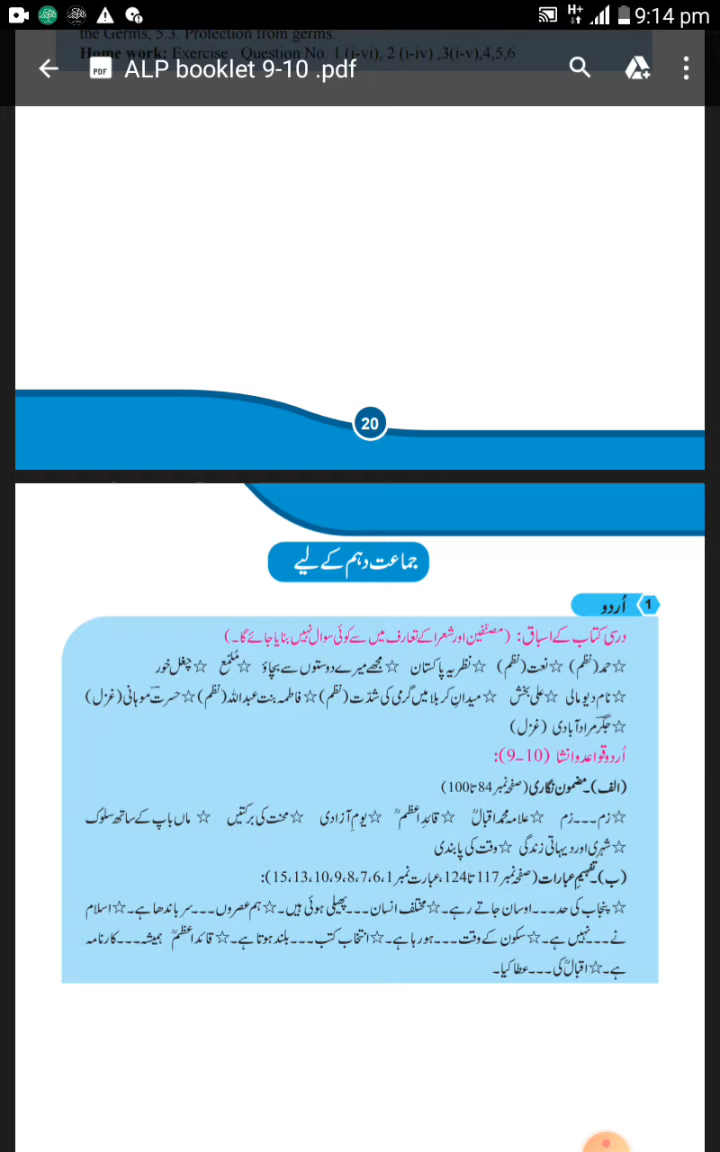 9:14 pm
the Germs, 5.3. Protection from germs.
Home work: Exercise : Question No. 1 (i-vi), 2 (i-iv) ,3(i-v),4,5,6
PDF ALP booklet 9-10 .pdf
20
جماعت دہم کے لیے
1 اُردو
درسی کتاب کے اسباق: (مصنّفین اور شعرا کے تعارف میں سے کوئی سوال نہیں بنایا جائے گا۔)
☆حمد(نظم) ☆نعت(نظم) ☆نظریہ پاکستان ☆مجھے میرے دوستوں سے بچاؤ ☆مُلمّع ☆چغل خور
☆نام دیو مالی ☆علی بخش ☆میدانِ کربلا میں گرمی کی شدّت(نظم)☆فاطمہ بنت عبداللہ(نظم)☆حسرتؔ موہانی(غزل)
☆جگرؔ مراد آبادی (غزل)
اُردو قواعد و انشا (9-10):
(الف)۔مضمون نگاری(صفحہ نمبر 84 تا 100)
☆زم۔۔۔زم ☆علامہ محمد اقبالؒ ☆قائدِ اعظمؒ ☆یومِ آزادی ☆محنت کی برکتیں ☆ ماں باپ کے ساتھ سلوک
☆شہری اور دیہاتی زندگی ☆وقت کی پابندی
(ب)۔تفہیمِ عبارات(صفحہ نمبر 117 تا 124، عبارت نمبر 1،6،7،8،9،10،13،15):
☆پنجاب کی حد۔۔۔اوسان جاتے رہے۔☆مختلف انسان۔۔۔پھیلی ہوئی ہیں۔☆ہم عصروں۔۔۔سر باندھا ہے۔☆اسلام
نے۔۔۔نہیں ہے۔☆سکون کے وقت۔۔۔ہو رہا ہے۔☆انتخاب کتب۔۔۔بلند ہوتا ہے۔☆قائد اعظمؒ ہمیشہ۔۔۔کارنامہ
ہے۔☆اقبالؒ کی۔۔۔عطا کیا۔